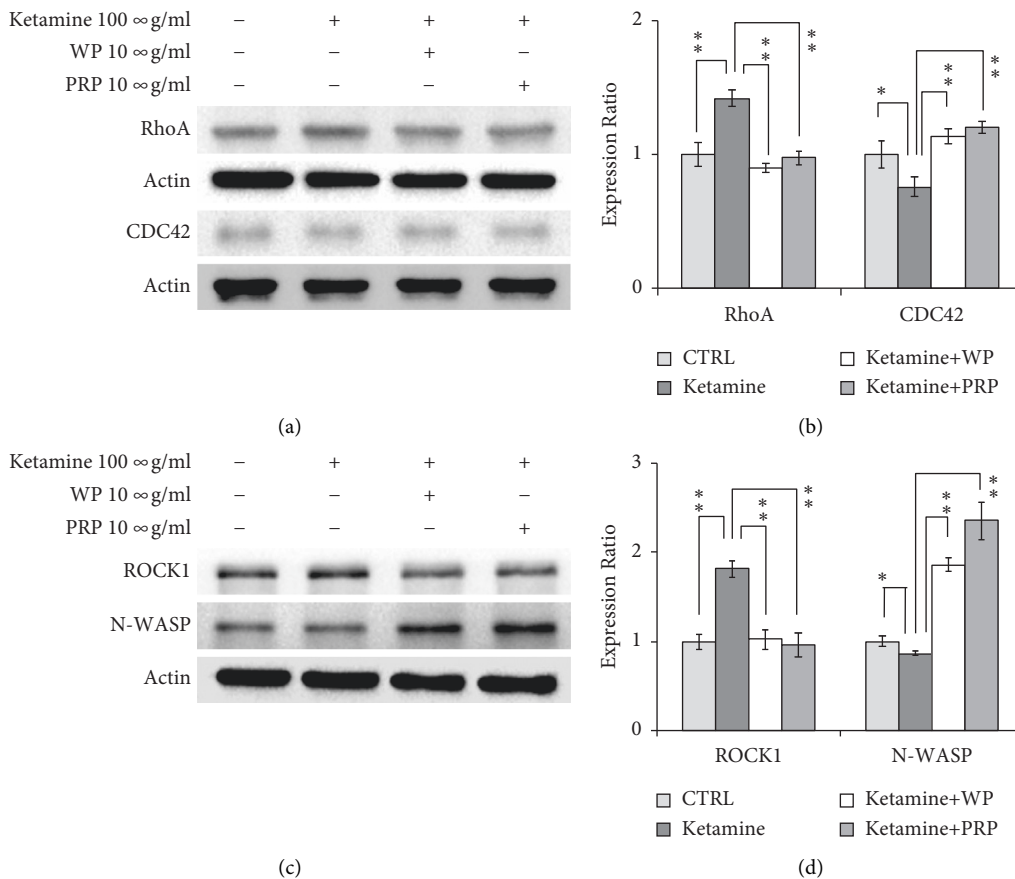 Ketamine 100 ∞g/ml – + + +
WP 10 ∞g/ml – – + –
PRP 10 ∞g/ml – – – +
RhoA
Actin
CDC42
Actin
(a)
Expression Ratio
2
1
0
** ** ** * ** **
RhoA CDC42
CTRL Ketamine+WP
Ketamine Ketamine+PRP
(b)
Ketamine 100 ∞g/ml – + + +
WP 10 ∞g/ml – – + –
PRP 10 ∞g/ml – – – +
ROCK1
N-WASP
Actin
(c)
Expression Ratio
3
2
1
0
** ** ** * ** **
ROCK1 N-WASP
CTRL Ketamine+WP
Ketamine Ketamine+PRP
(d)